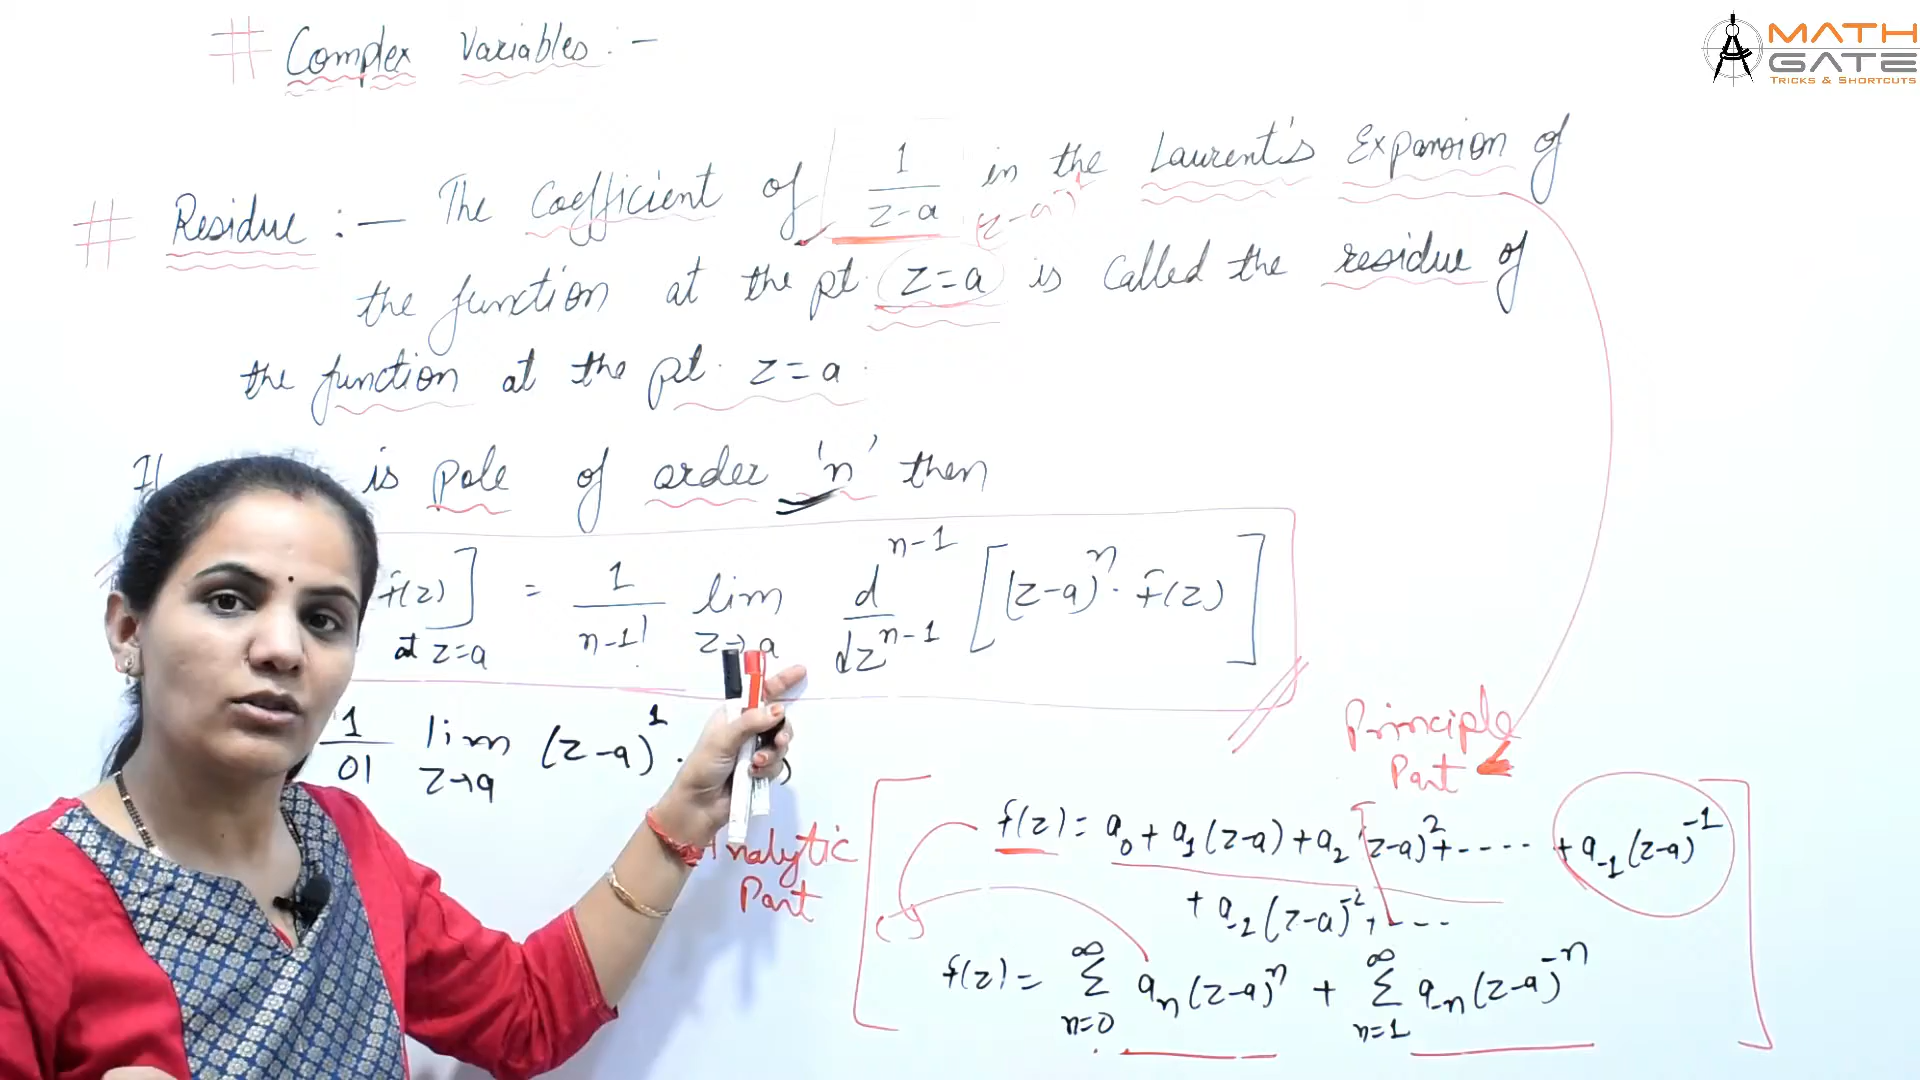 # Complex Variables :-
MATH GATE
TRICKS & SHORTCUTS
# Residue :— The Coefficient of 1/(z-a) (z-a)¹ in the Laurent's Expansion of
the function at the pt. z=a is called the residue of
the function at the pt. z=a.
If is pole of order 'n' then
f(z)] at z=a = 1/(n-1)! lim z→a d^(n-1)/dz^(n-1) [(z-a)^n · f(z)]
1/0! lim z→a (z-a)¹ ·
Principle Part
Analytic Part
f(z) = a₀ + a₁(z-a) + a₂(z-a)² + ---- + a₋₁(z-a)⁻¹
+ a₋₂(z-a)⁻² + ---
f(z) = ∞ Σ n=0 aₙ(z-a)ⁿ + ∞ Σ n=1 a₋ₙ(z-a)⁻ⁿ